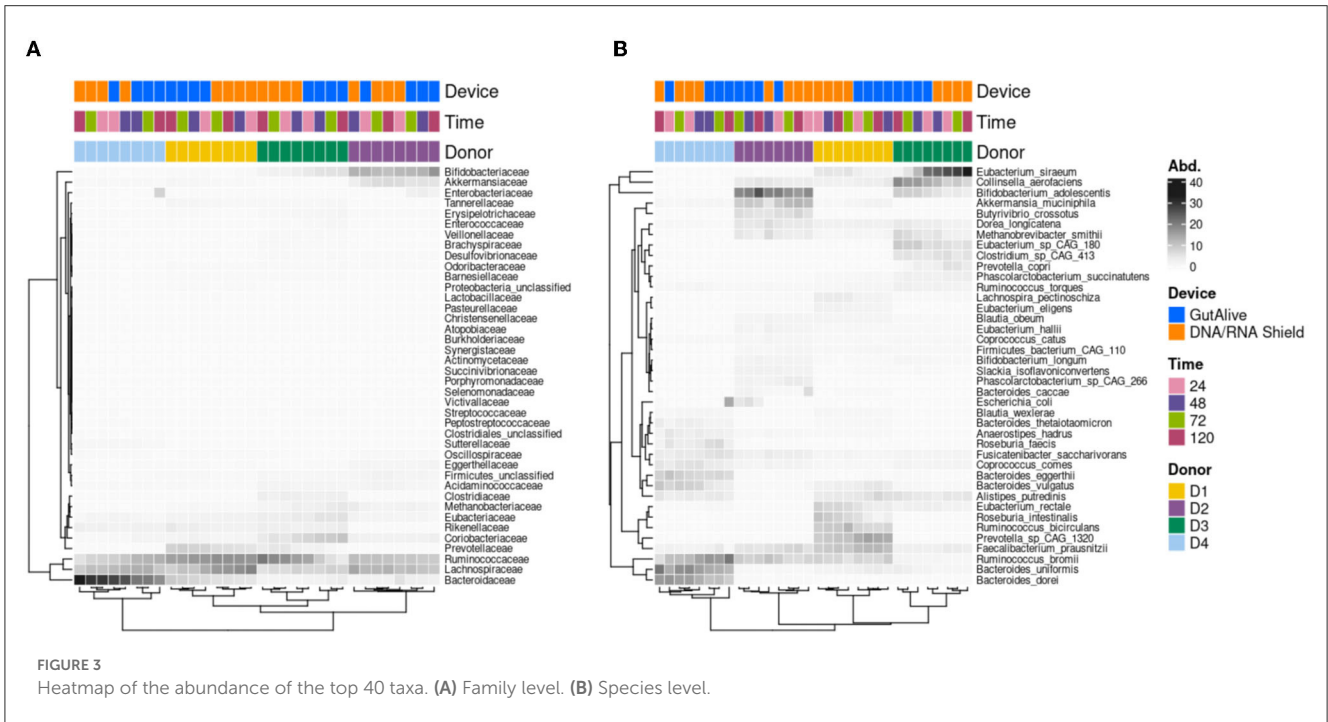 A
B
Device
Time
Donor
Bifidobacteriaceae
Akkermansiaceae
Enterobacteriaceae
Tannerellaceae
Erysipelotrichaceae
Enterococcaceae
Veillonellaceae
Brachyspiraceae
Desulfovibrionaceae
Odoribacteraceae
Barnesiellaceae
Proteobacteria_unclassified
Lactobacillaceae
Pasteurellaceae
Christensenellaceae
Atopobiaceae
Burkholderiaceae
Synergistaceae
Actinomycetaceae
Succinivibrionaceae
Porphyromonadaceae
Selenomonadaceae
Victivallaceae
Streptococcaceae
Peptostreptococcaceae
Clostridiales_unclassified
Sutterellaceae
Oscillospiraceae
Eggerthellaceae
Firmicutes_unclassified
Acidaminococcaceae
Clostridiaceae
Methanobacteriaceae
Eubacteriaceae
Rikenellaceae
Coriobacteriaceae
Prevotellaceae
Ruminococcaceae
Lachnospiraceae
Bacteroidaceae
Device
Time
Donor
Eubacterium_siraeum
Collinsella_aerofaciens
Bifidobacterium_adolescentis
Akkermansia_muciniphila
Butyrivibrio_crossotus
Dorea_longicatena
Methanobrevibacter_smithii
Eubacterium_sp_CAG_180
Clostridium_sp_CAG_413
Prevotella_copri
Phascolarctobacterium_succinatutens
Ruminococcus_torques
Lachnospira_pectinoschiza
Eubacterium_eligens
Blautia_obeum
Eubacterium_hallii
Coprococcus_catus
Firmicutes_bacterium_CAG_110
Bifidobacterium_longum
Slackia_isoflavoniconvertens
Phascolarctobacterium_sp_CAG_266
Bacteroides_caccae
Escherichia_coli
Blautia_wexlerae
Bacteroides_thetaiotaomicron
Anaerostipes_hadrus
Roseburia_faecis
Fusicatenibacter_saccharivorans
Coprococcus_comes
Bacteroides_eggerthii
Bacteroides_vulgatus
Alistipes_putredinis
Eubacterium_rectale
Roseburia_intestinalis
Ruminococcus_bicirculans
Prevotella_sp_CAG_1320
Faecalibacterium_prausnitzii
Ruminococcus_bromii
Bacteroides_uniformis
Bacteroides_dorei
Abd.
40
30
20
10
0
Device
GutAlive
DNA/RNA Shield
Time
24
48
72
120
Donor
D1
D2
D3
D4
FIGURE 3
Heatmap of the abundance of the top 40 taxa. (A) Family level. (B) Species level.